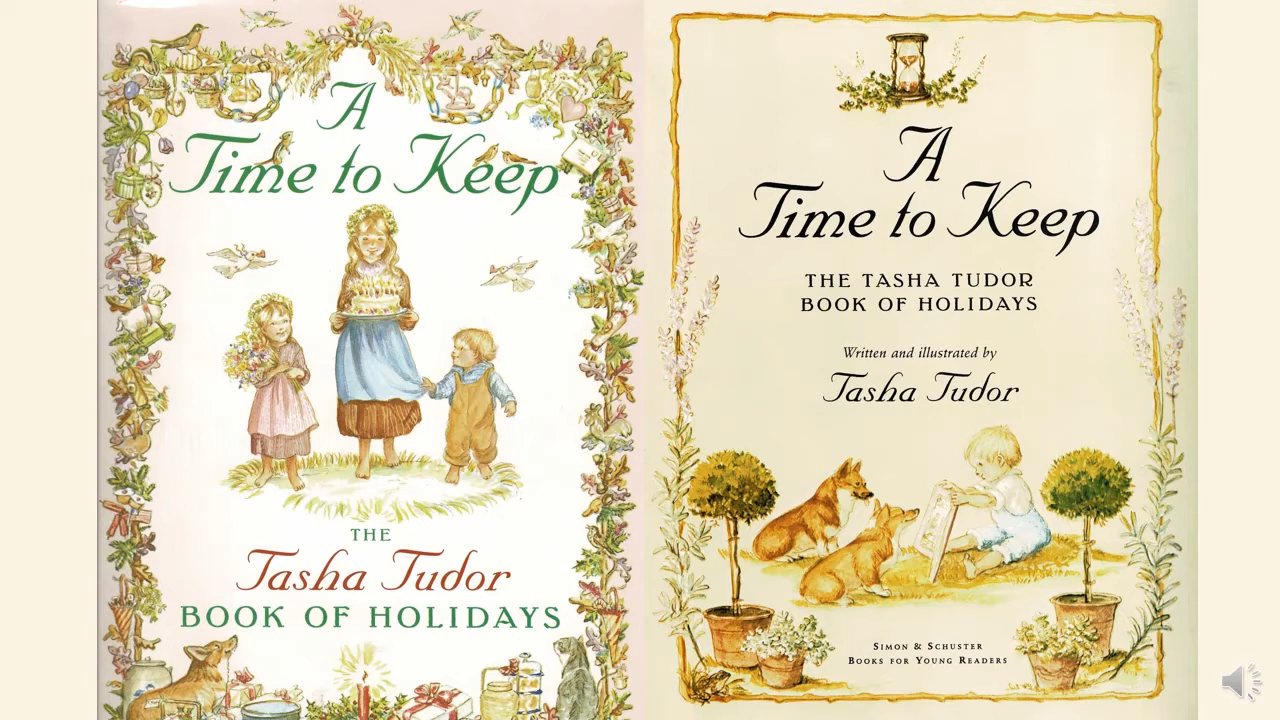 A
Time to Keep
THE
Tasha Tudor
BOOK OF HOLIDAYS
A
Time to Keep
THE TASHA TUDOR
BOOK OF HOLIDAYS
Written and illustrated by
Tasha Tudor
SIMON & SCHUSTER
BOOKS FOR YOUNG READERS